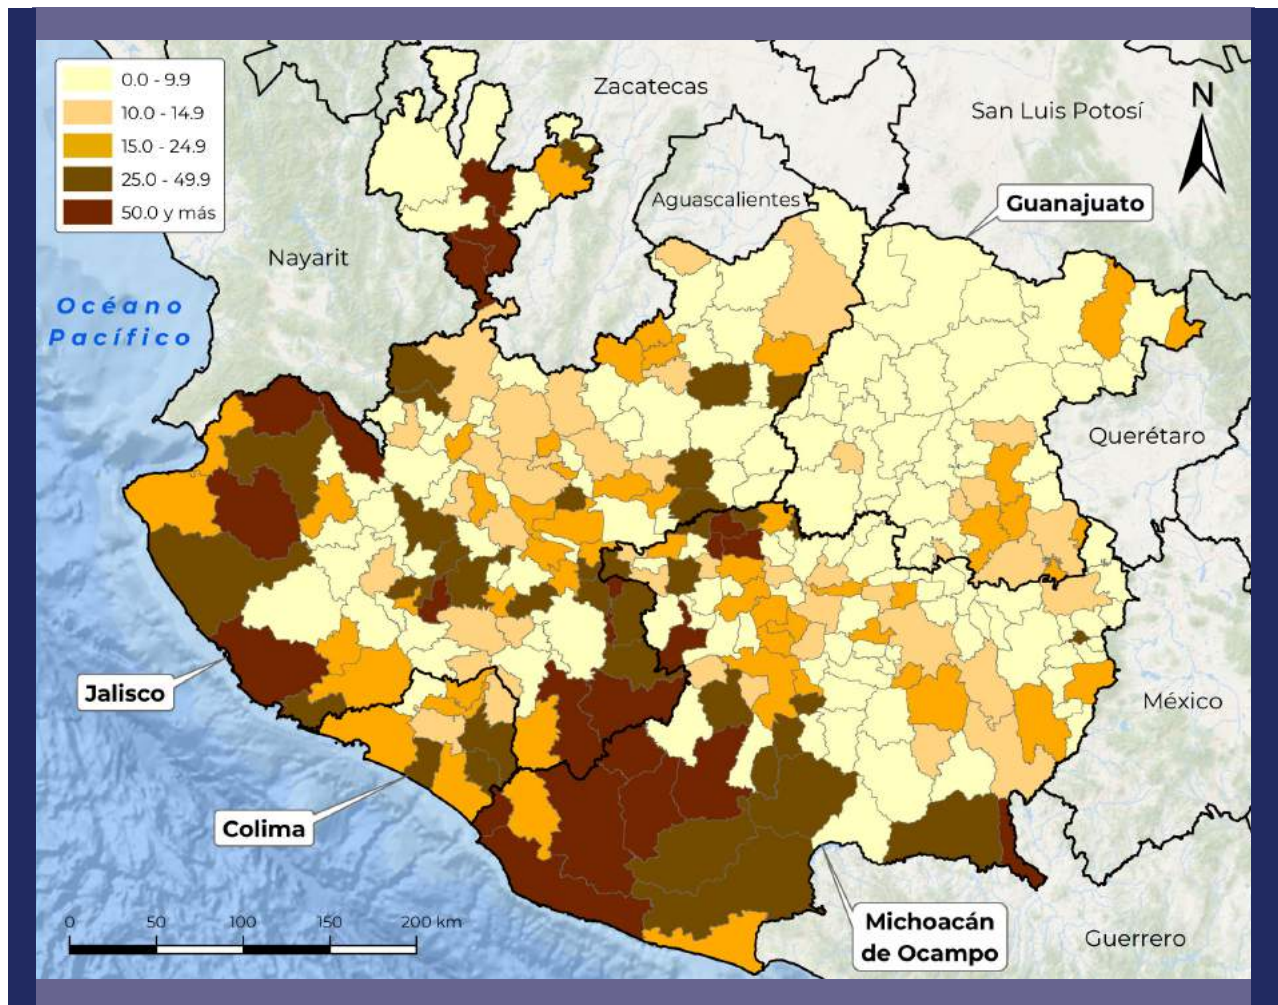 0.0 - 9.9
10.0 - 14.9
15.0 - 24.9
25.0 - 49.9
50.0 y más
Zacatecas
San Luis Potosí
N
Aguascalientes
Guanajuato
Nayarit
Océano
Pacífico
Querétaro
Jalisco
México
Colima
Michoacán
de Ocampo
Guerrero
0 50 100 150 200 km